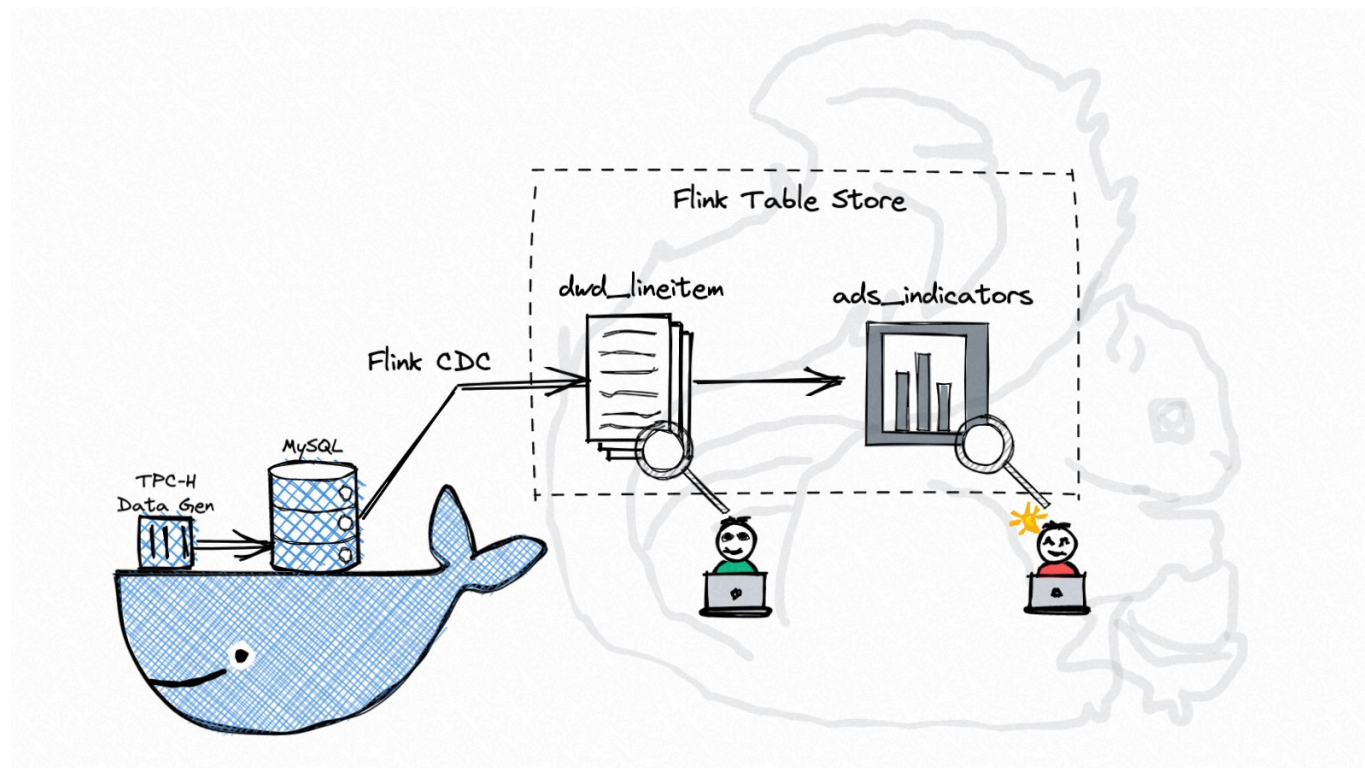 Flink Table Store
dwd_lineitem
ads_indicators
Flink CDC
MySQL
TPC-H
Data Gen